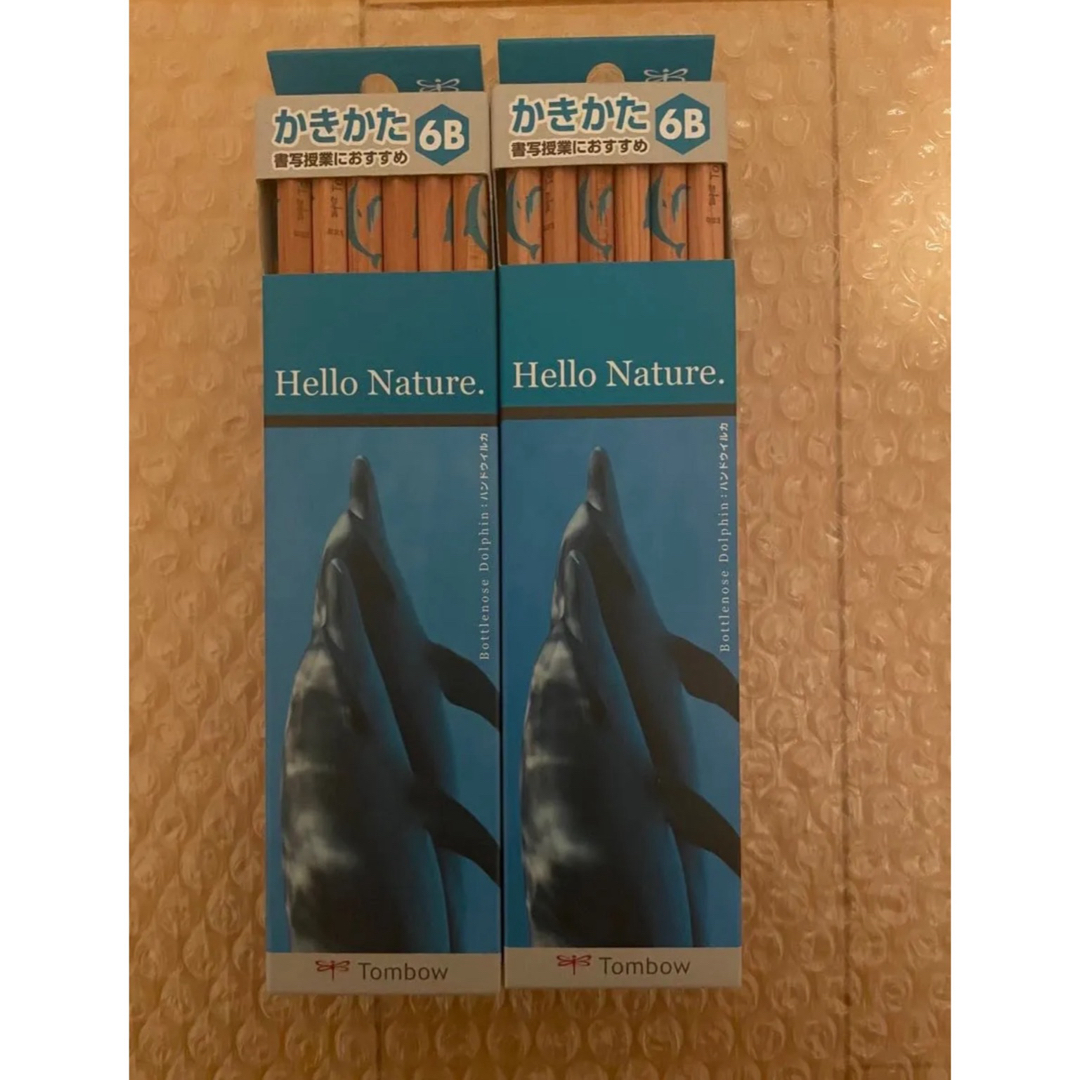 かきかた
6B
書写授業におすすめ
Hello Nature.
Bottlenose Dolphin：ハンドウイルカ
Tombow
かきかた
6B
書写授業におすすめ
Hello Nature.
Bottlenose Dolphin：ハンドウイルカ
Tombow